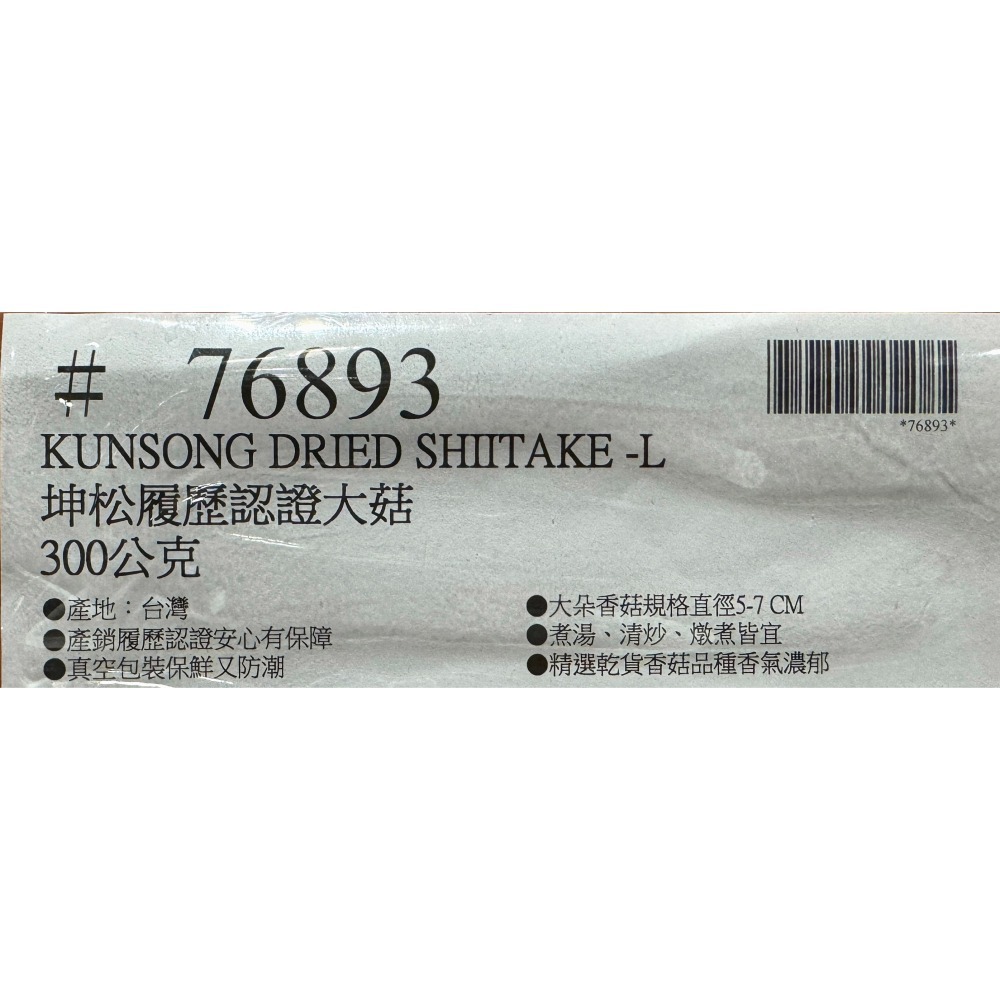 # 76893
*76893*
KUNSONG DRIED SHIITAKE -L
坤松履歷認證大菇
300公克
●產地：台灣
●產銷履歷認證安心有保障
●真空包裝保鮮又防潮
●大朵香菇規格直徑5-7 CM
●煮湯、清炒、燉煮皆宜
●精選乾貨香菇品種香氣濃郁